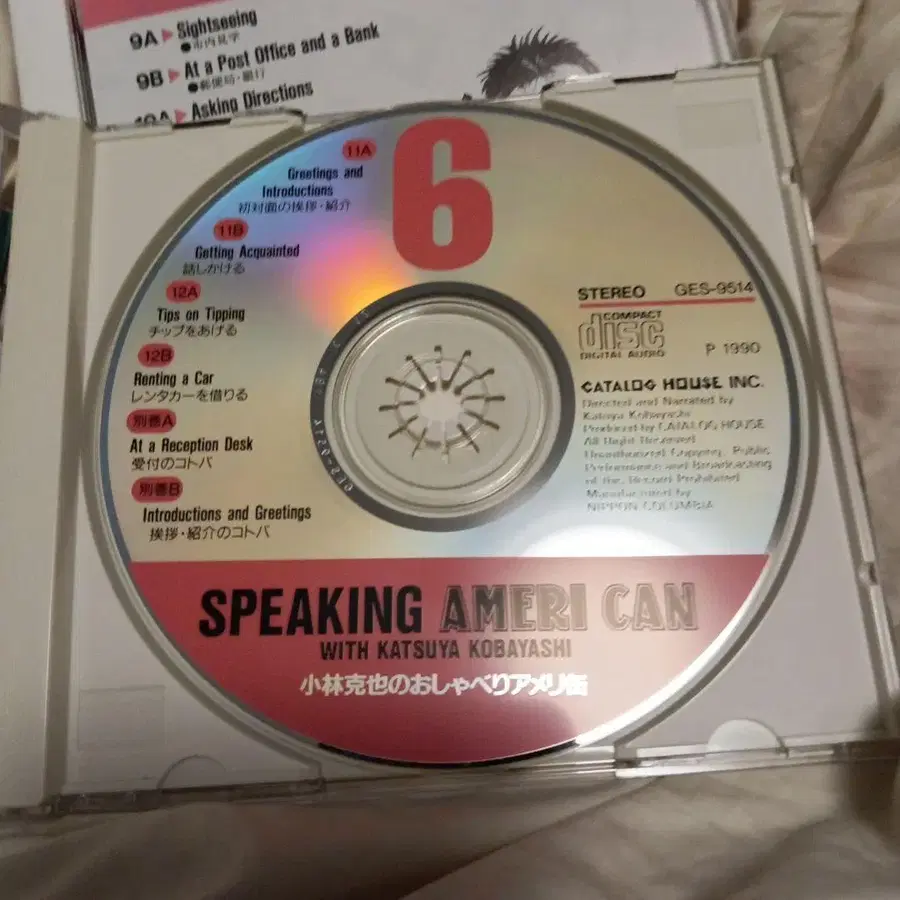 9A ▶ Sightseeing
●市内見学
9B ▶ At a Post Office and a Bank
●郵便局・銀行
10A ▶ Asking Directions
6
11A
Greetings and
Introductions
初対面の挨拶・紹介
11B
Getting Acquainted
話しかける
12A
Tips on Tipping
チップをあげる
12B
Renting a Car
レンタカーを借りる
別巻A
At a Reception Desk
受付のコトバ
別巻B
Introductions and Greetings
挨拶・紹介のコトバ
STEREO GES-9514
COMPACT
disc
DIGITAL AUDIO
P 1990
CATALOG HOUSE INC.
Directed and Narrated by
Katsuya Kobayashi
Produced by CATALOG HOUSE
All Right Reserved
Unauthorized Copying, Public
Performance and Broadcasting
of the Record Prohibited
Manufactured by
NIPPON COLUMBIA
SPEAKING AMERI CAN
WITH KATSUYA KOBAYASHI
小林克也のおしゃべりアメリ缶